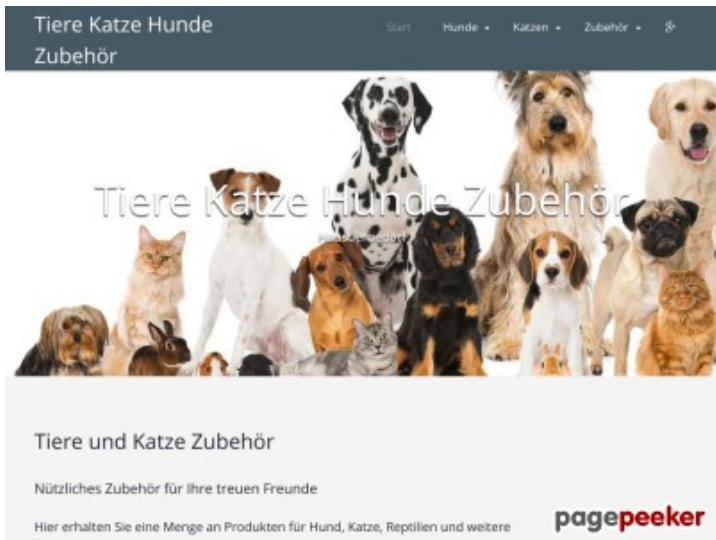 Tiere Katze Hunde
Zubehör
Start Hunde Katzen Zubehör g+
Tiere Katze Hunde Zubehör
Tiere und Katze Zubehör
Nützliches Zubehör für Ihre treuen Freunde
Hier erhalten Sie eine Menge an Produkten für Hund, Katze, Reptilien und weitere
pagepeeker